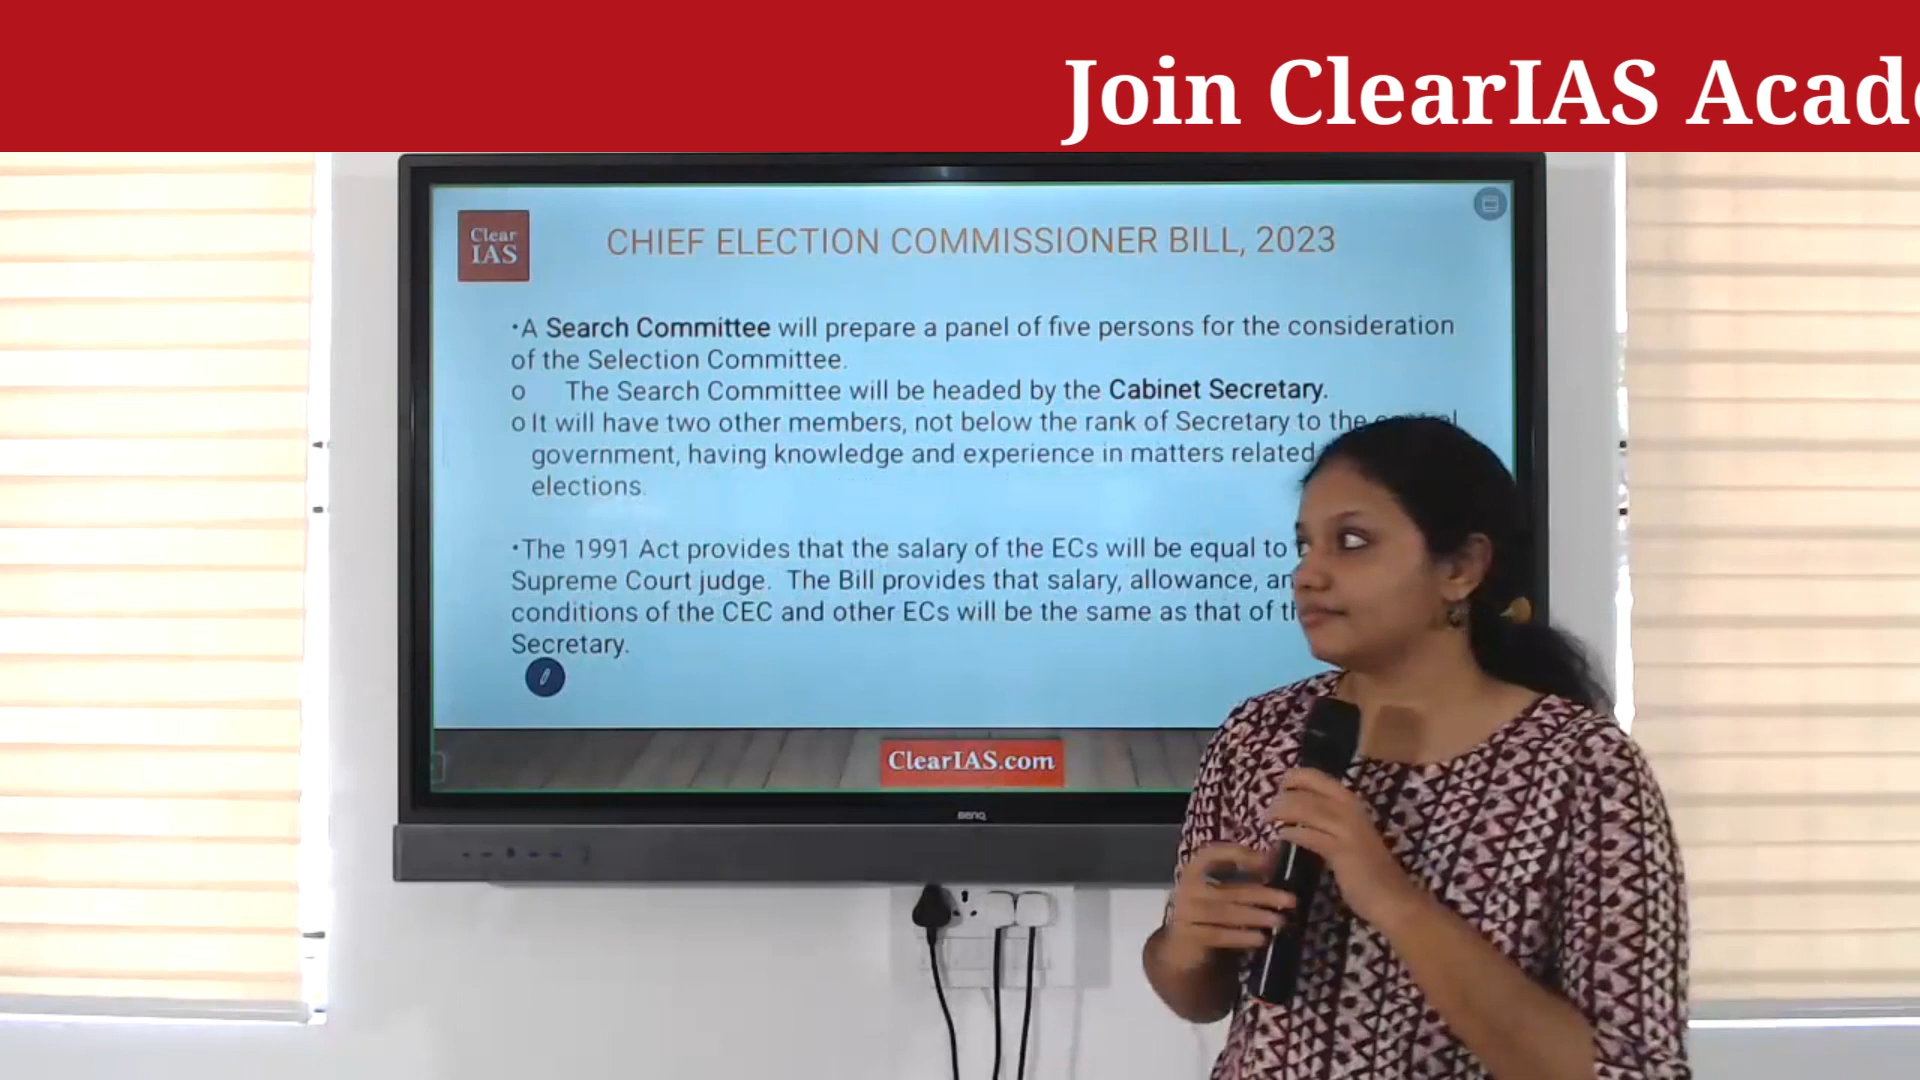 Join ClearIAS
Clear
IAS
CHIEF ELECTION COMMISSIONER BILL, 2023
•A Search Committee will prepare a panel of five persons for the consideration
of the Selection Committee.
o The Search Committee will be headed by the Cabinet Secretary.
o It will have two other members, not below the rank of Secretary to the
government, having knowledge and experience in matters related
elections.
•The 1991 Act provides that the salary of the ECs will be equal to
Supreme Court judge. The Bill provides that salary, allowance,
conditions of the CEC and other ECs will be the same as that of
Secretary.
ClearIAS.com
BenQ